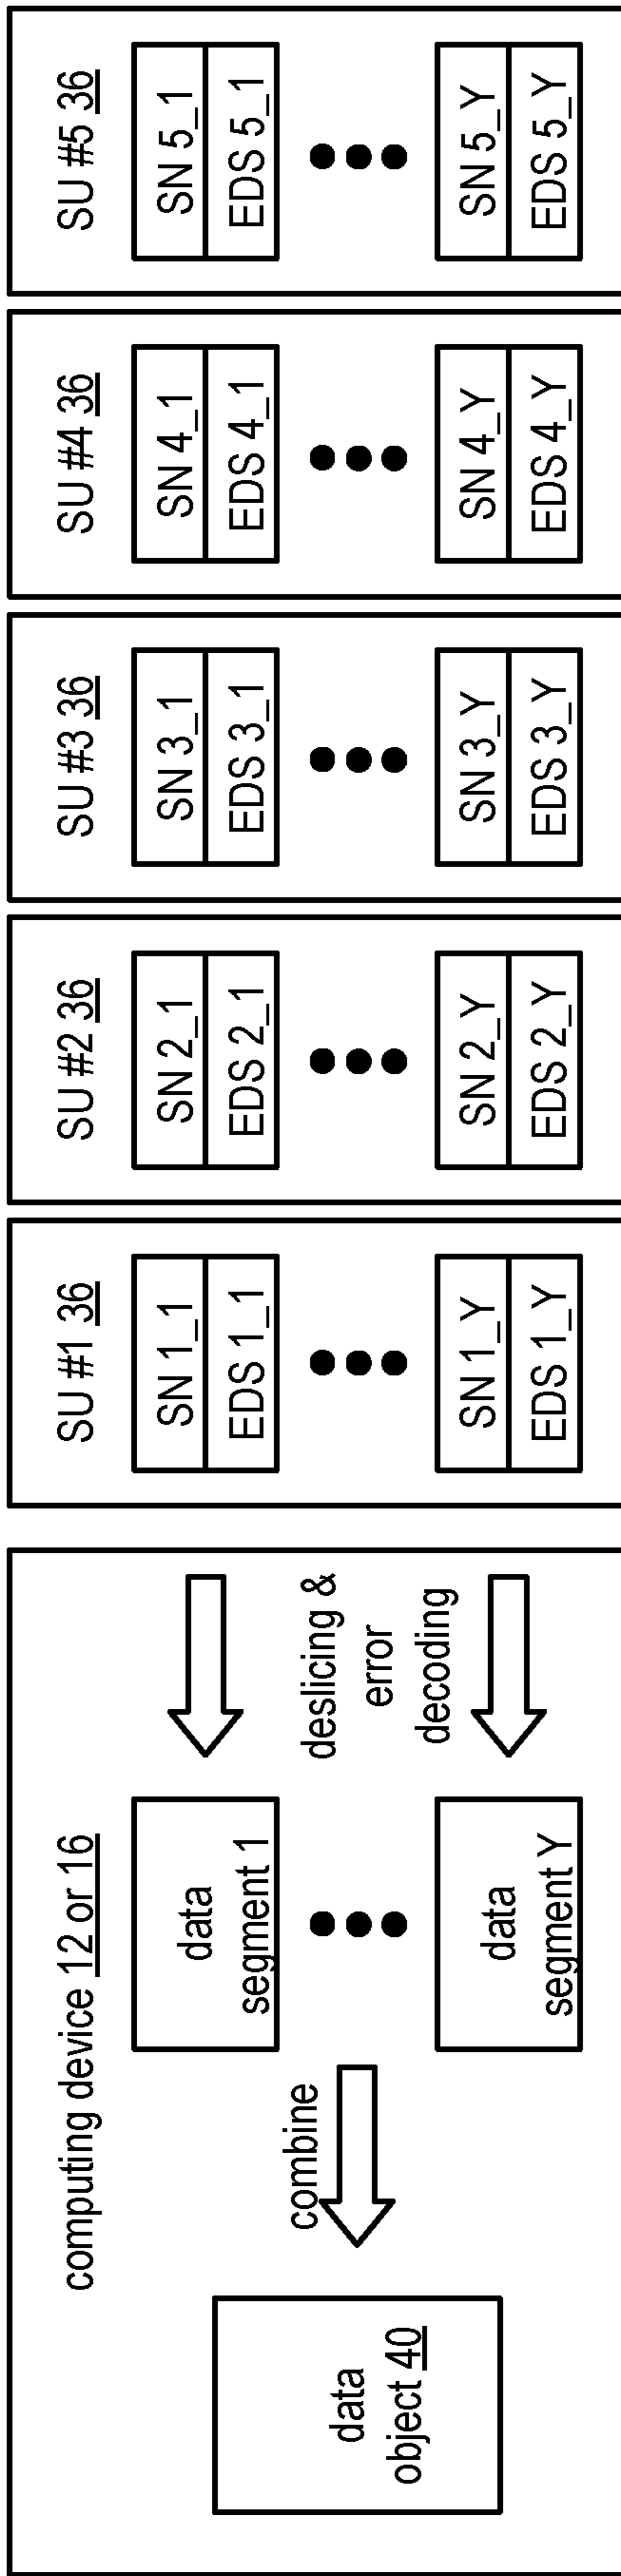 computing device 12 or 16
data
object 40
combine
data
segment 1
data
segment Y
deslicing &
error
decoding
SU #1 36
SN 1_1
EDS 1_1
SN 1_Y
EDS 1_Y
SU #2 36
SN 2_1
EDS 2_1
SN 2_Y
EDS 2_Y
SU #3 36
SN 3_1
EDS 3_1
SN 3_Y
EDS 3_Y
SU #4 36
SN 4_1
EDS 4_1
SN 4_Y
EDS 4_Y
SU #5 36
SN 5_1
EDS 5_1
SN 5_Y
EDS 5_Y